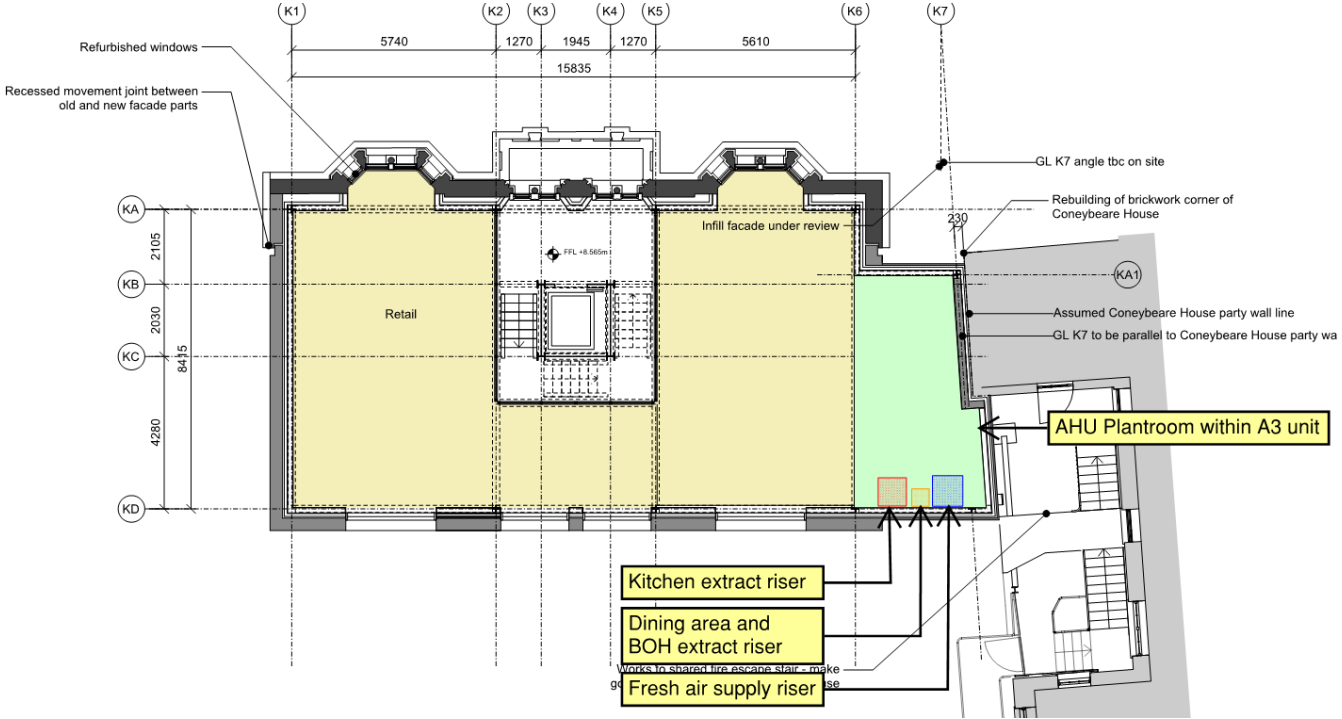 K1
K2
K3
K4
K5
K6
K7
5740
1270
1945
1270
5610
15835
Refurbished windows
Recessed movement joint between
old and new facade parts
GL K7 angle tbc on site
Rebuilding of brickwork corner of
Coneybeare House
230
Infill facade under review
KA
KB
KC
KD
KA1
2105
2030
4280
8415
FFL +8.565m
Retail
Assumed Coneybeare House party wall line
GL K7 to be parallel to Coneybeare House party wa
AHU Plantroom within A3 unit
Kitchen extract riser
Dining area and
BOH extract riser
Works to shared fire escape stair - make
Fresh air supply riser